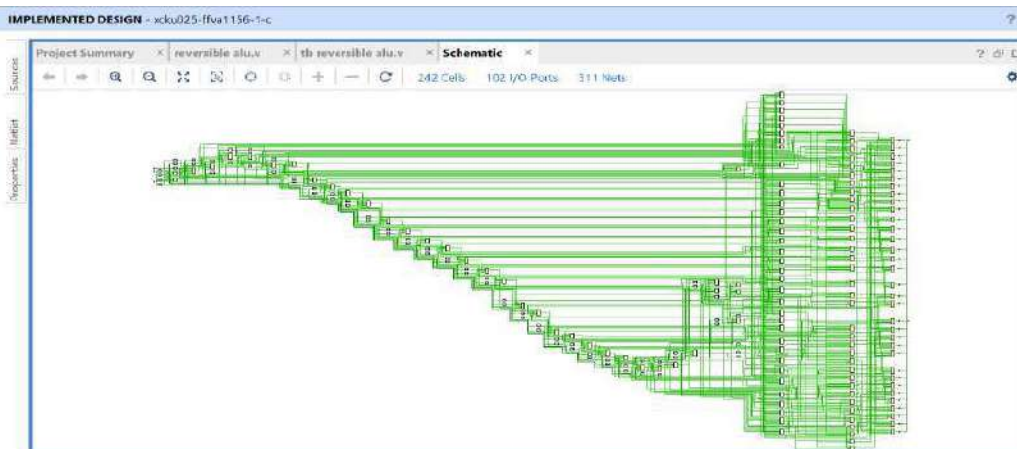 IMPLEMENTED DESIGN - xcku025-ffva1156-1-c ?
Sources
Netlist
Properties
Project Summary × reversible alu.v × tb reversible alu.v × Schematic × ?
242 Cells 102 I/O Ports 311 Nets